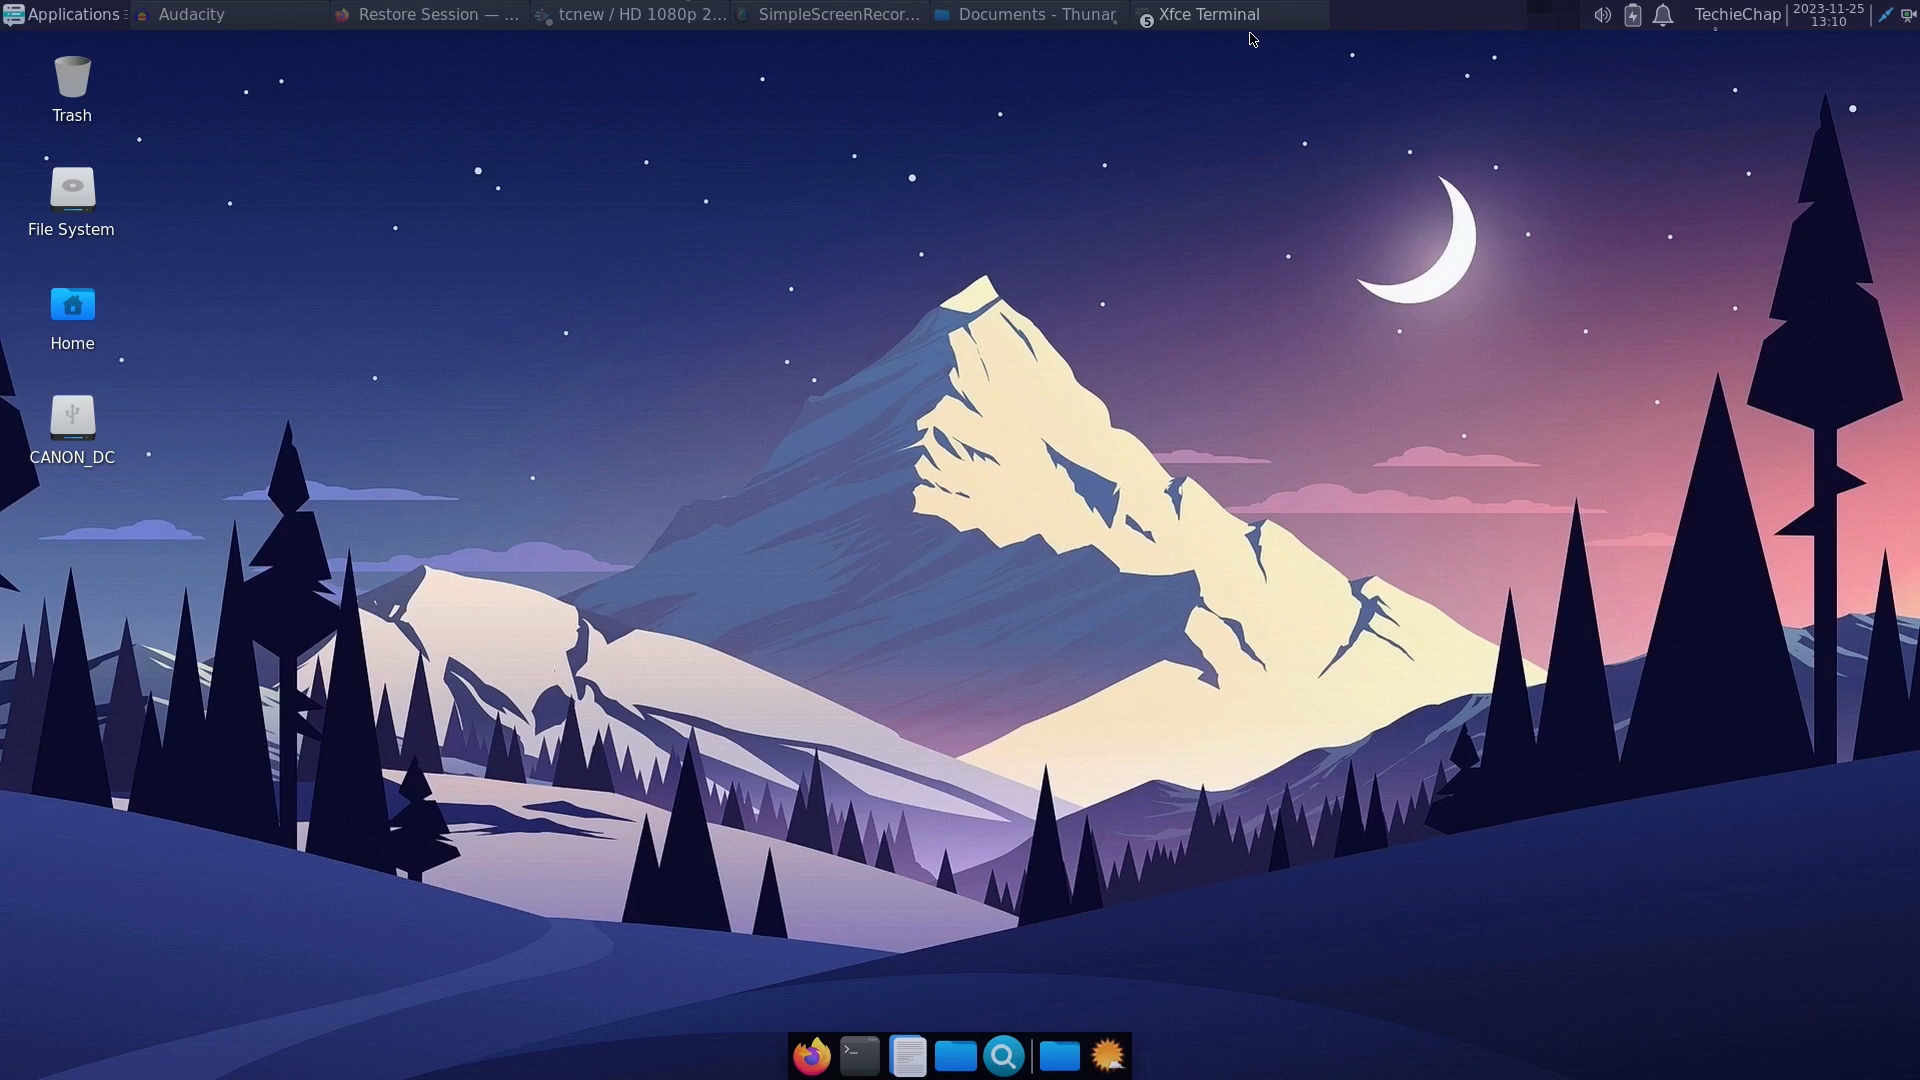 Applications
Audacity
Restore Session — ...
tcnew / HD 1080p 2...
SimpleScreenRecor...
Documents - Thunar
5
Xfce Terminal
TechieChap
2023-11-25
13:10
Trash
File System
Home
CANON_DC